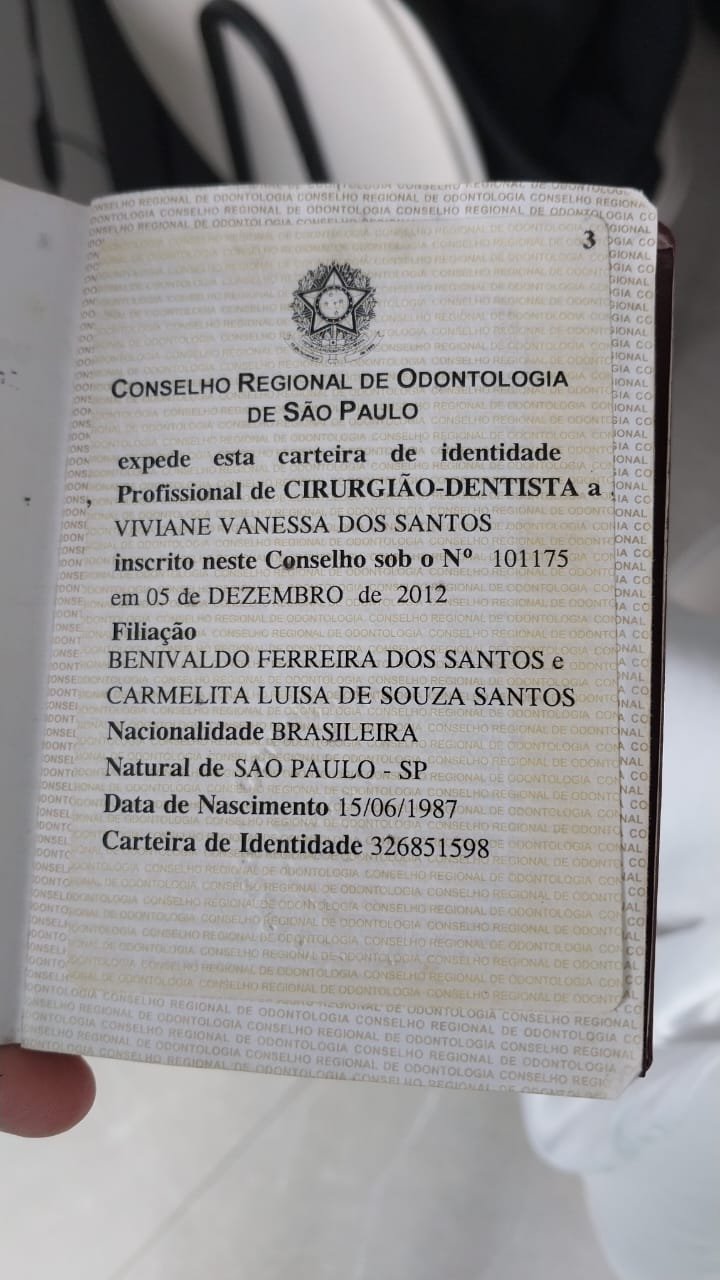 3
CONSELHO REGIONAL DE ODONTOLOGIA
DE SÃO PAULO
expede esta carteira de identidade
Profissional de CIRURGIÃO-DENTISTA a
VIVIANE VANESSA DOS SANTOS
inscrito neste Conselho sob o Nº 101175
em 05 de DEZEMBRO de 2012
Filiação
BENIVALDO FERREIRA DOS SANTOS e
CARMELITA LUISA DE SOUZA SANTOS
Nacionalidade BRASILEIRA
Natural de SAO PAULO - SP
Data de Nascimento 15/06/1987
Carteira de Identidade 326851598